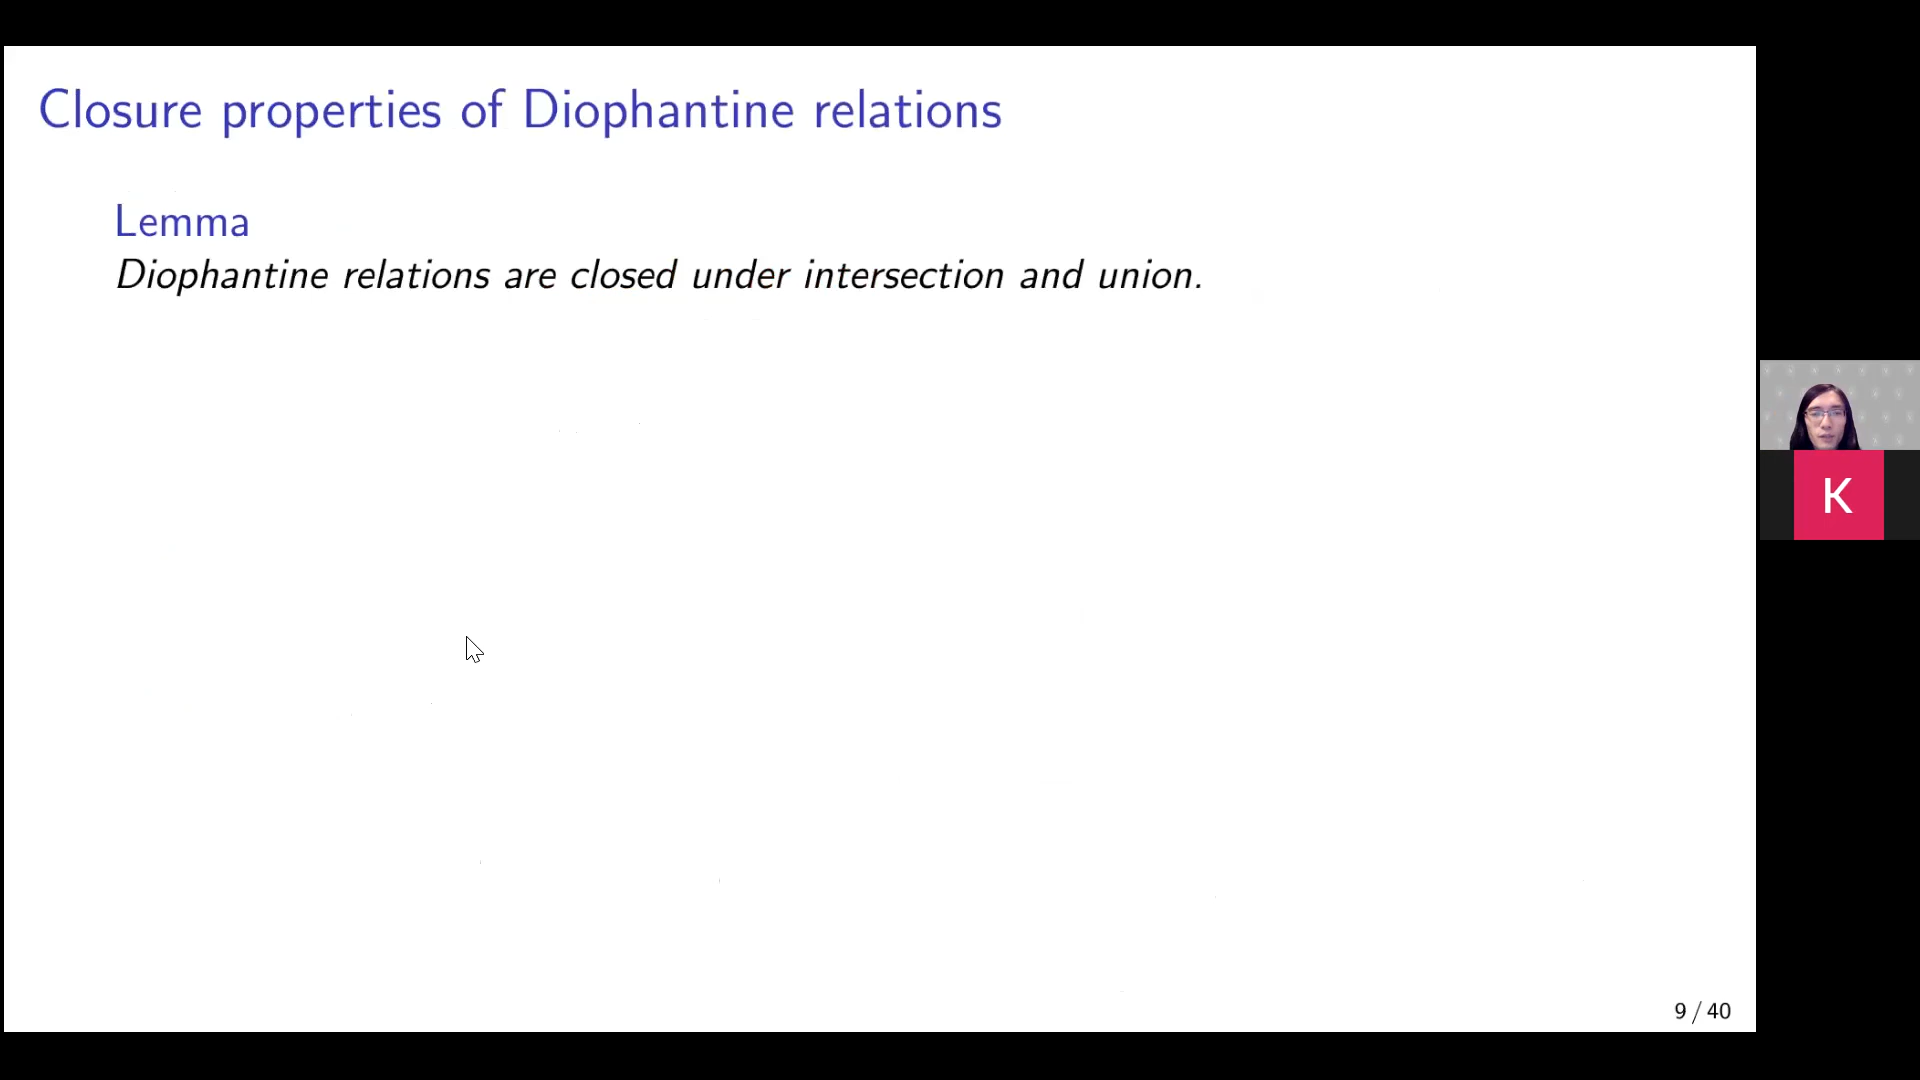 Closure properties of Diophantine relations
Lemma
Diophantine relations are closed under intersection and union.
K
9 / 40